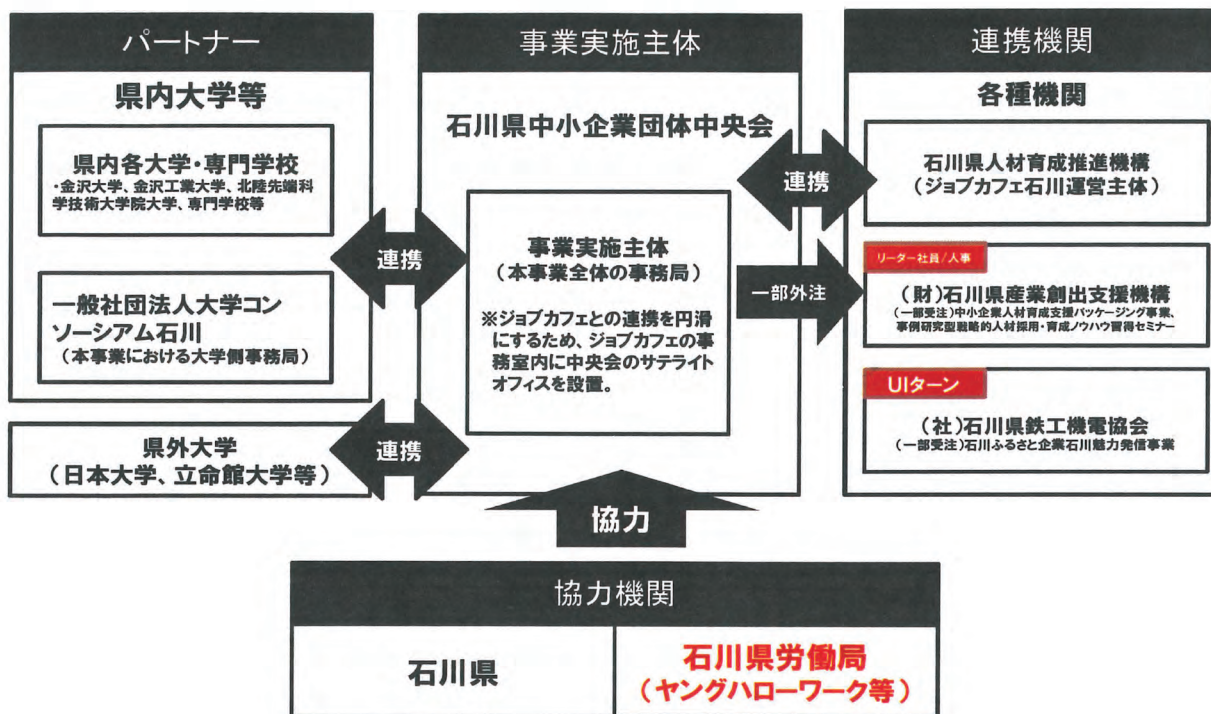 パートナー
県内大学等
県内各大学・専門学校
・金沢大学、金沢工業大学、北陸先端科
学技術大学院大学、専門学校等
一般社団法人大学コン
ソーシアム石川
（本事業における大学側事務局）
県外大学
（日本大学、立命館大学等）
連携
連携
事業実施主体
石川県中小企業団体中央会
事業実施主体
（本事業全体の事務局）
※ジョブカフェとの連携を円滑
にするため、ジョブカフェの事
務室内に中央会のサテライト
オフィスを設置。
連携
一部外注
連携機関
各種機関
石川県人材育成推進機構
（ジョブカフェ石川運営主体）
リーダー社員/人事
（財）石川県産業創出支援機構
（一部受注）中小企業人材育成支援パッケージング事業、
事例研究型戦略的人材採用・育成ノウハウ習得セミナー
UIターン
（社）石川県鉄工機電協会
（一部受注）石川ふるさと企業石川魅力発信事業
協力
協力機関
石川県
石川県労働局
（ヤングハローワーク等）